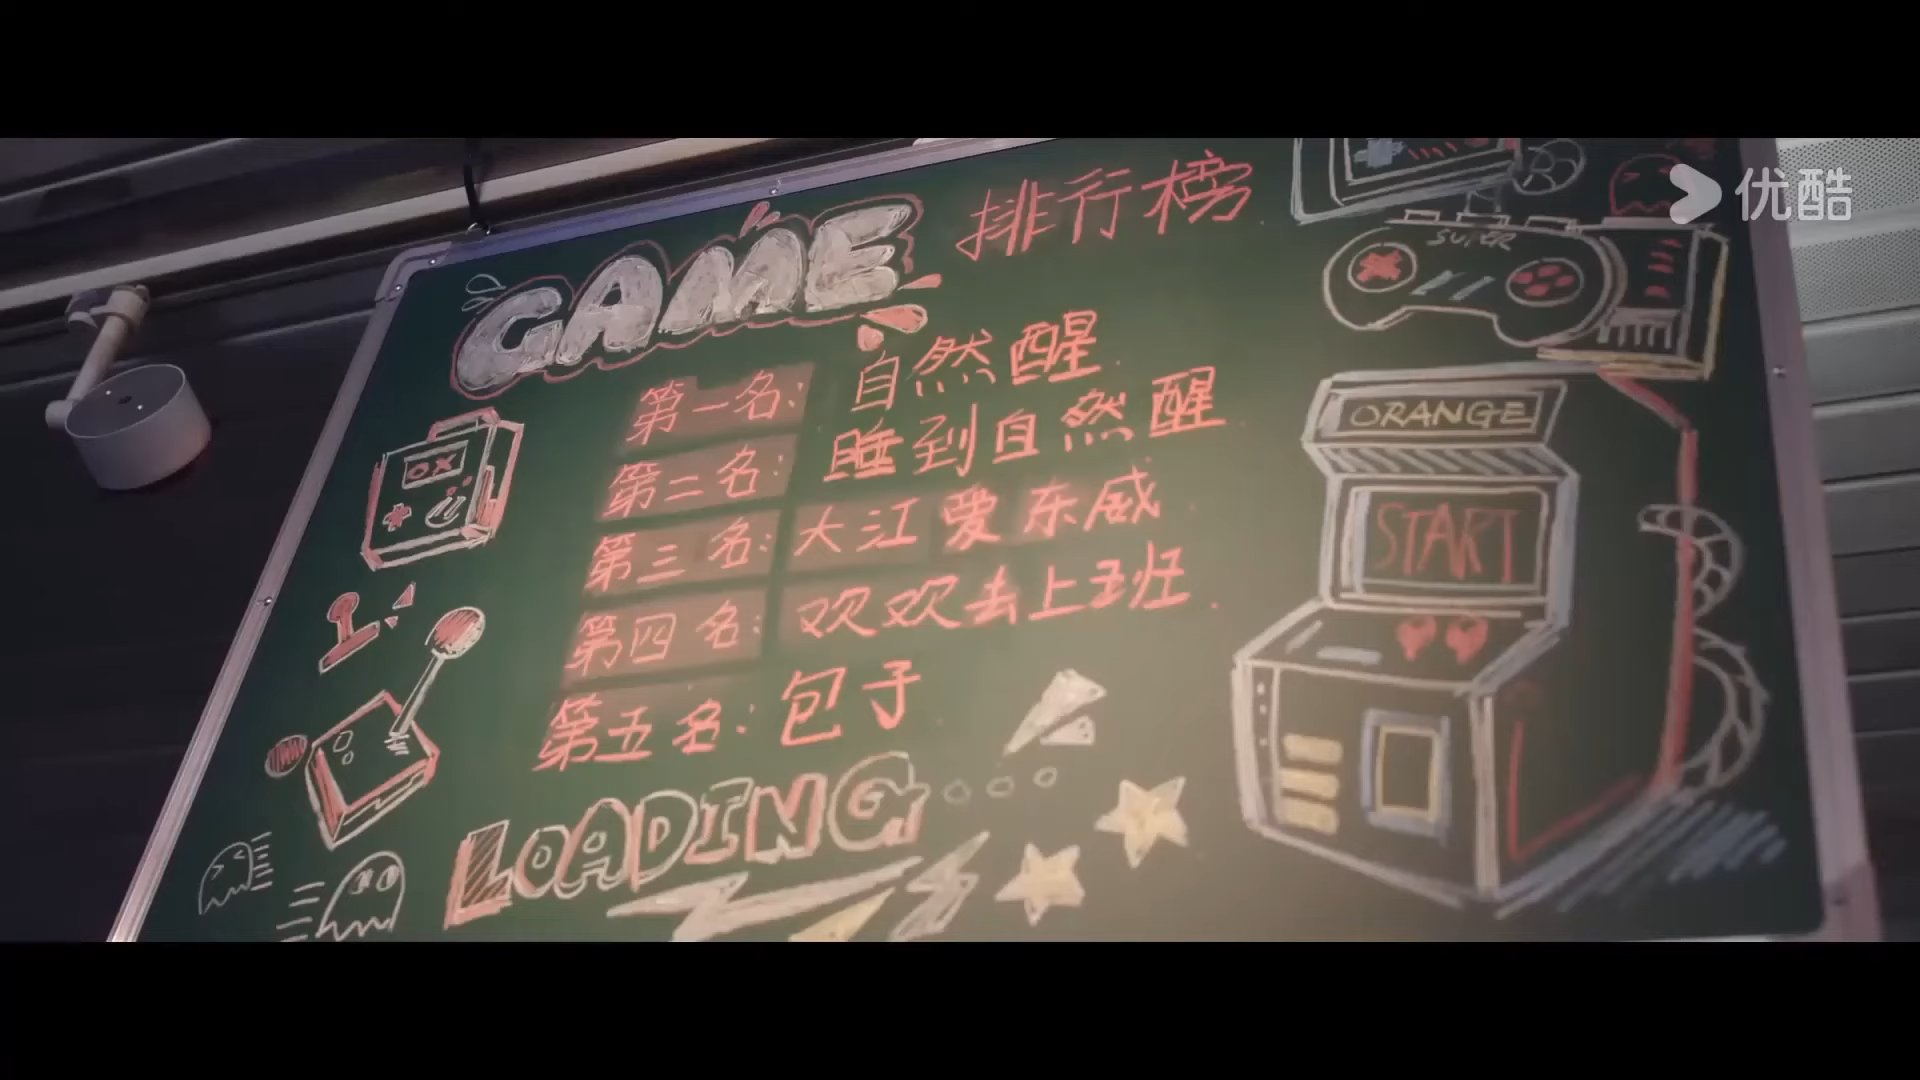 优酷
GAME 排行榜
SUPER
第一名: 自然醒
第二名: 睡到自然醒
第三名: 大江爱东威
第四名: 欢欢去上班
第五名: 包子
LOADING...
OX
ORANGE
START